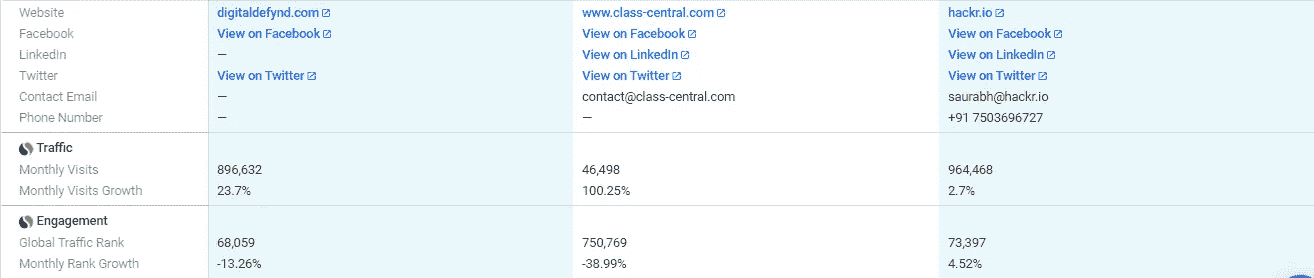 Website digitaldefynd.com www.class-central.com hackr.io
Facebook View on Facebook View on Facebook View on Facebook
LinkedIn — View on LinkedIn View on LinkedIn
Twitter View on Twitter View on Twitter View on Twitter
Contact Email — contact@class-central.com saurabh@hackr.io
Phone Number — — +91 7503696727
Traffic
Monthly Visits 896,632 46,498 964,468
Monthly Visits Growth 23.7% 100.25% 2.7%
Engagement
Global Traffic Rank 68,059 750,769 73,397
Monthly Rank Growth -13.26% -38.99% 4.52%